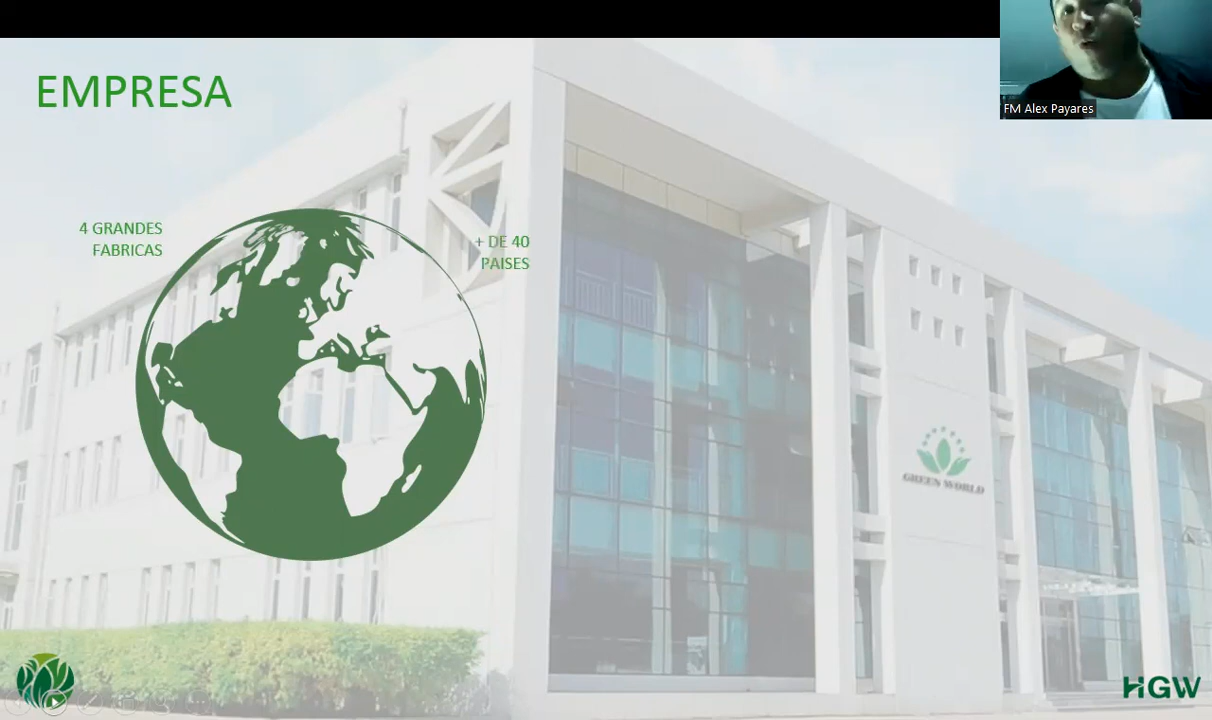 EMPRESA
FM Alex Payares
4 GRANDES
FABRICAS
+ DE 40
PAISES
GREEN WORLD
HGW